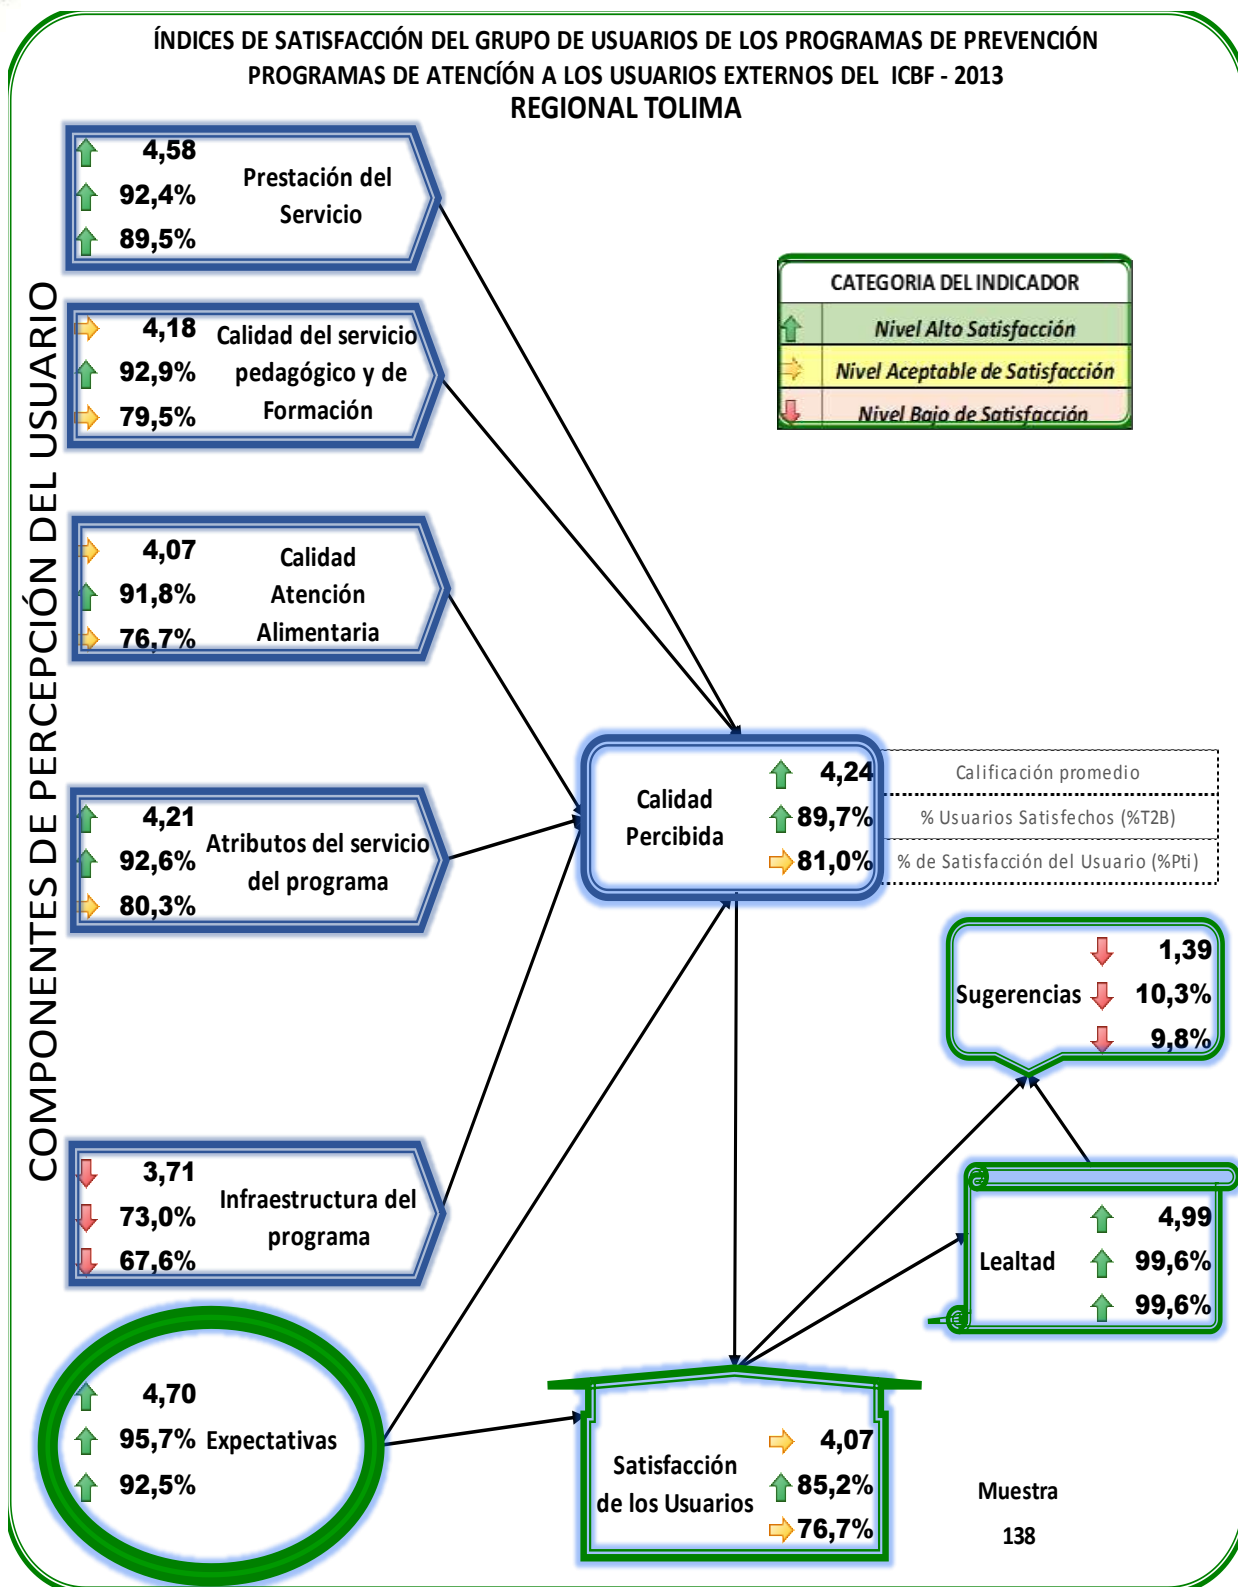 ÍNDICES DE SATISFACCIÓN DEL GRUPO DE USUARIOS DE LOS PROGRAMAS DE PREVENCIÓN
PROGRAMAS DE ATENCÍÓN A LOS USUARIOS EXTERNOS DEL ICBF - 2013
REGIONAL TOLIMA
COMPONENTES DE PERCEPCIÓN DEL USUARIO
4,58
92,4%
89,5%
Prestación del
Servicio
CATEGORIA DEL INDICADOR
Nivel Alto Satisfacción
Nivel Aceptable de Satisfacción
Nivel Bajo de Satisfacción
4,18
92,9%
79,5%
Calidad del servicio
pedagógico y de
Formación
4,07
91,8%
76,7%
Calidad
Atención
Alimentaria
4,21
92,6%
80,3%
Atributos del servicio
del programa
Calidad
Percibida
4,24
89,7%
81,0%
Calificación promedio
% Usuarios Satisfechos (%T2B)
% de Satisfacción del Usuario (%Pti)
Sugerencias
1,39
10,3%
9,8%
3,71
73,0%
67,6%
Infraestructura del
programa
Lealtad
4,99
99,6%
99,6%
4,70
95,7%
92,5%
Expectativas
Satisfacción
de los Usuarios
4,07
85,2%
76,7%
Muestra
138